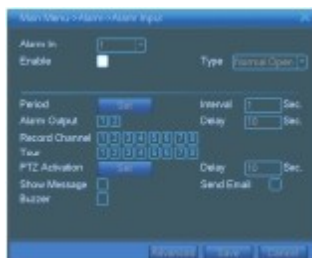 Main Menu >Alarm->Alarm Input
Alarm In 1
Enable Type Normal Open
Period Set Interval 1 Sec.
Alarm Output 1 2 Delay 10 Sec.
Record Channel 1 2 3 4 5 6 7 8
Tour 1 2 3 4 5 6 7 8
PTZ Activation Set Delay 10 Sec.
Show Message Send Email
Buzzer
Advanced Save Cancel